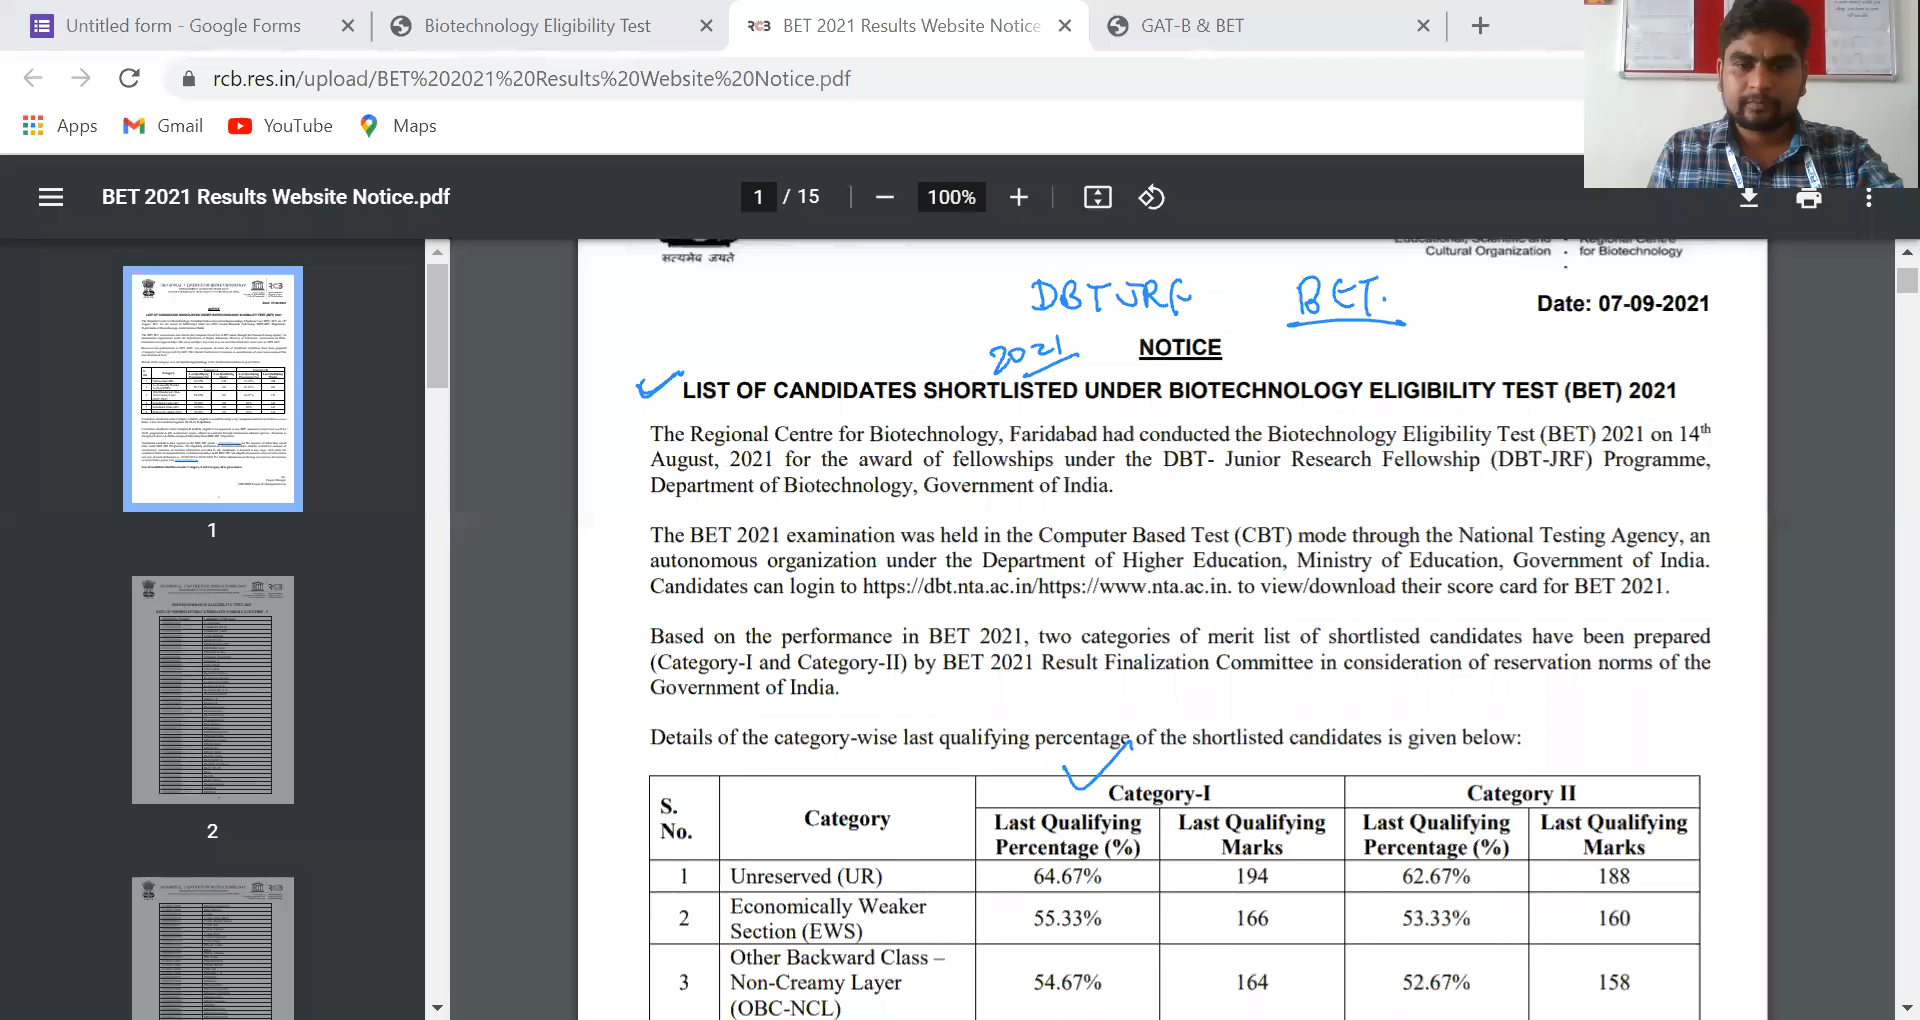 Untitled form - Google Forms
Biotechnology Eligibility Test
RCB BET 2021 Results Website Notice
GAT-B & BET
rcb.res.in/upload/BET%202021%20Results%20Website%20Notice.pdf
Apps
Gmail
YouTube
Maps
BET 2021 Results Website Notice.pdf
1 / 15
100%
सत्यमेव जयते
Educational, Scientific and
Cultural Organization
Regional Centre
for Biotechnology
DBT JRF
BET.
Date: 07-09-2021
2021
NOTICE
LIST OF CANDIDATES SHORTLISTED UNDER BIOTECHNOLOGY ELIGIBILITY TEST (BET) 2021
The Regional Centre for Biotechnology, Faridabad had conducted the Biotechnology Eligibility Test (BET) 2021 on 14th
August, 2021 for the award of fellowships under the DBT- Junior Research Fellowship (DBT-JRF) Programme,
Department of Biotechnology, Government of India.
The BET 2021 examination was held in the Computer Based Test (CBT) mode through the National Testing Agency, an
autonomous organization under the Department of Higher Education, Ministry of Education, Government of India.
Candidates can login to https://dbt.nta.ac.in/https://www.nta.ac.in. to view/download their score card for BET 2021.
Based on the performance in BET 2021, two categories of merit list of shortlisted candidates have been prepared
(Category-I and Category-II) by BET 2021 Result Finalization Committee in consideration of reservation norms of the
Government of India.
Details of the category-wise last qualifying percentage of the shortlisted candidates is given below:
S. No.
Category
Category-I
Category II
Last Qualifying Percentage (%)
Last Qualifying Marks
Last Qualifying Percentage (%)
Last Qualifying Marks
1 Unreserved (UR) 64.67% 194 62.67% 188
2 Economically Weaker Section (EWS) 55.33% 166 53.33% 160
3 Other Backward Class – Non-Creamy Layer (OBC-NCL) 54.67% 164 52.67% 158
1
2